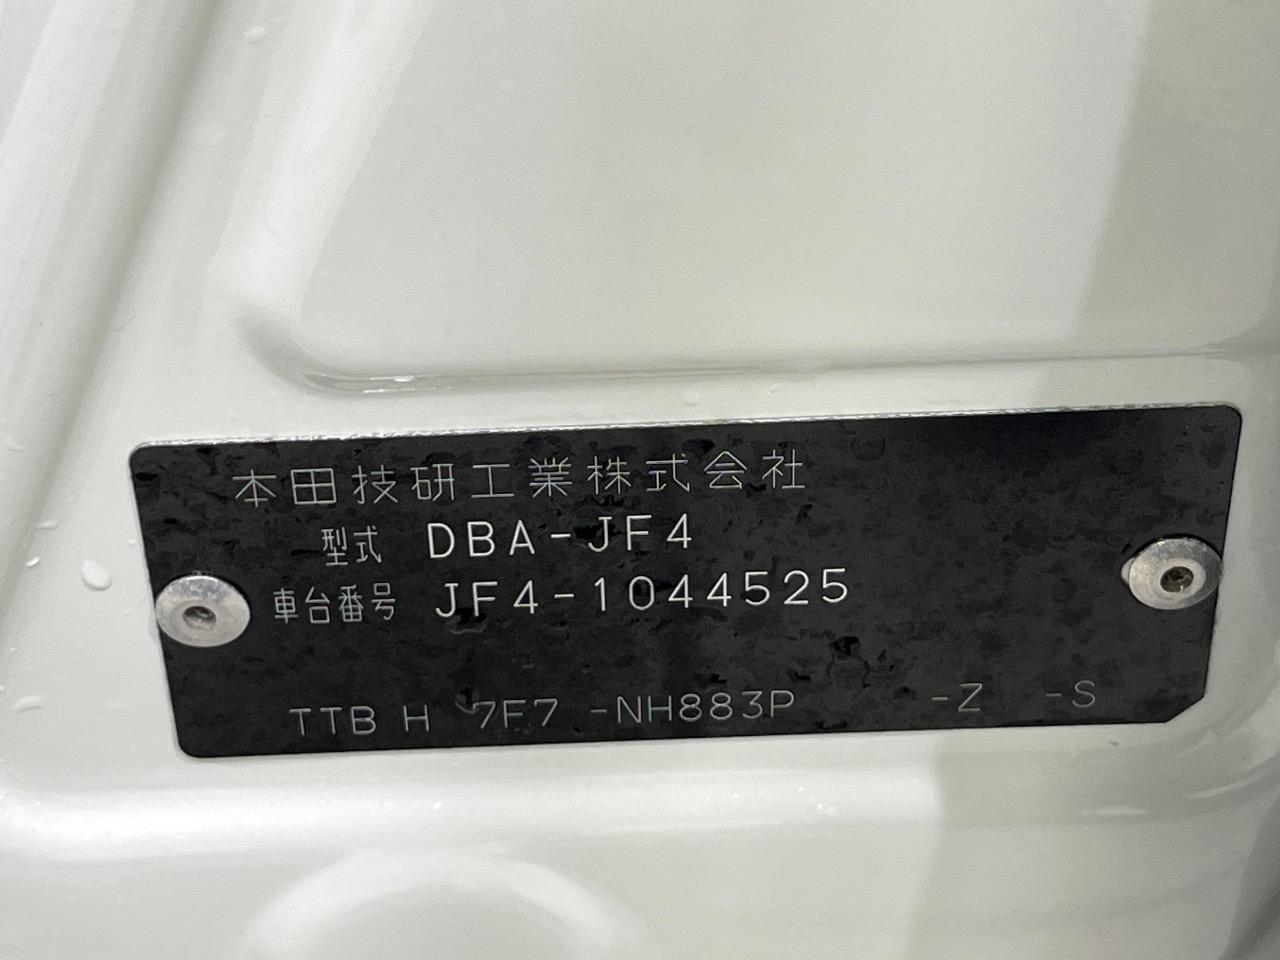 本田技研工業株式会社
型式 DBA-JF4
車台番号 JF4-1044525
TTB H 7F7 -NH883P -Z -S